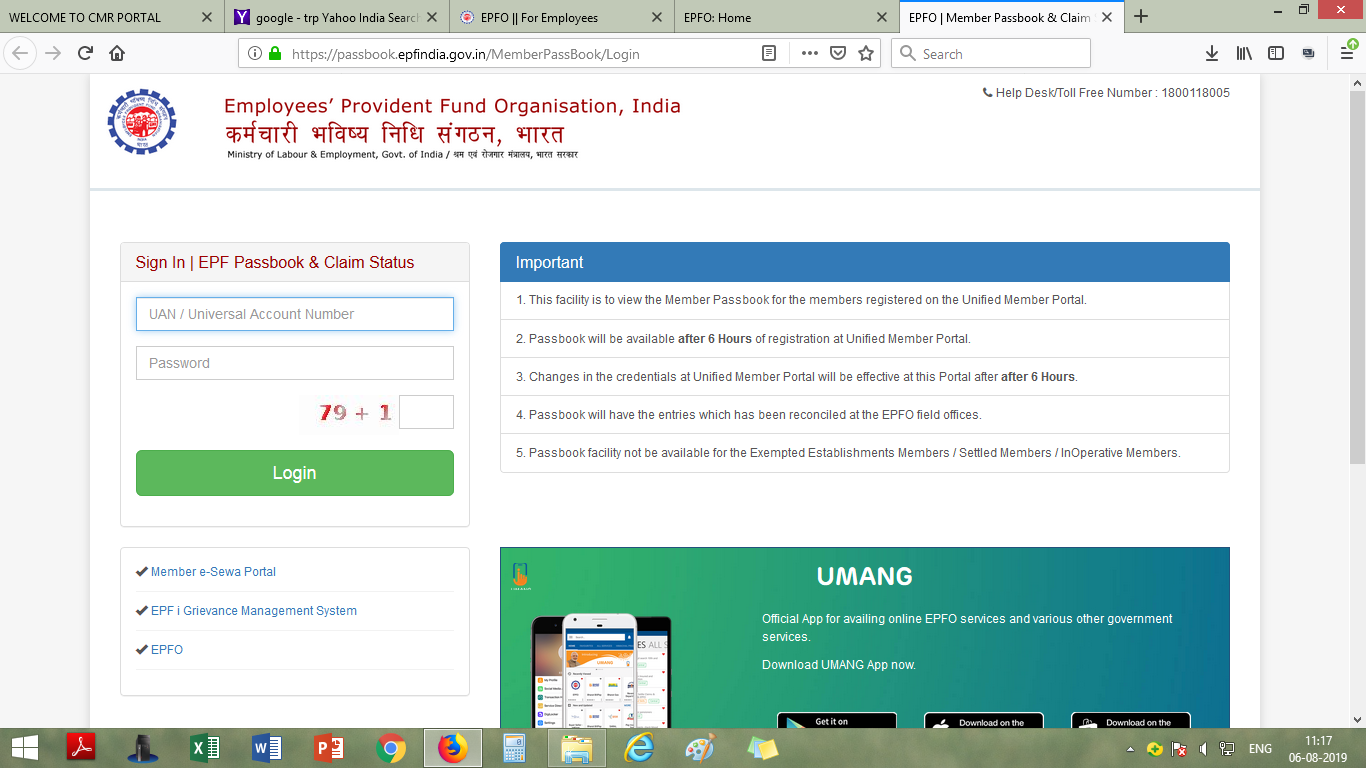 WELCOME TO CMR PORTAL
google - trp Yahoo India Search
EPFO || For Employees
EPFO: Home
EPFO | Member Passbook & Claim
https://passbook.epfindia.gov.in/MemberPassBook/Login
Search
Employees' Provident Fund Organisation, India
कर्मचारी भविष्य निधि संगठन, भारत
Ministry of Labour & Employment, Govt. of India / श्रम एवं रोजगार मंत्रालय, भारत सरकार
Help Desk/Toll Free Number : 1800118005
Sign In | EPF Passbook & Claim Status
UAN / Universal Account Number
Password
79 + 1
Login
Important
1. This facility is to view the Member Passbook for the members registered on the Unified Member Portal.
2. Passbook will be available after 6 Hours of registration at Unified Member Portal.
3. Changes in the credentials at Unified Member Portal will be effective at this Portal after after 6 Hours.
4. Passbook will have the entries which has been reconciled at the EPFO field offices.
5. Passbook facility not be available for the Exempted Establishments Members / Settled Members / InOperative Members.
Member e-Sewa Portal
EPF i Grievance Management System
EPFO
UMANG
Official App for availing online EPFO services and various other government
services.
Download UMANG App now.
UMANG
Get it on
Download on the
Download on the
ENG
11:17
06-08-2019